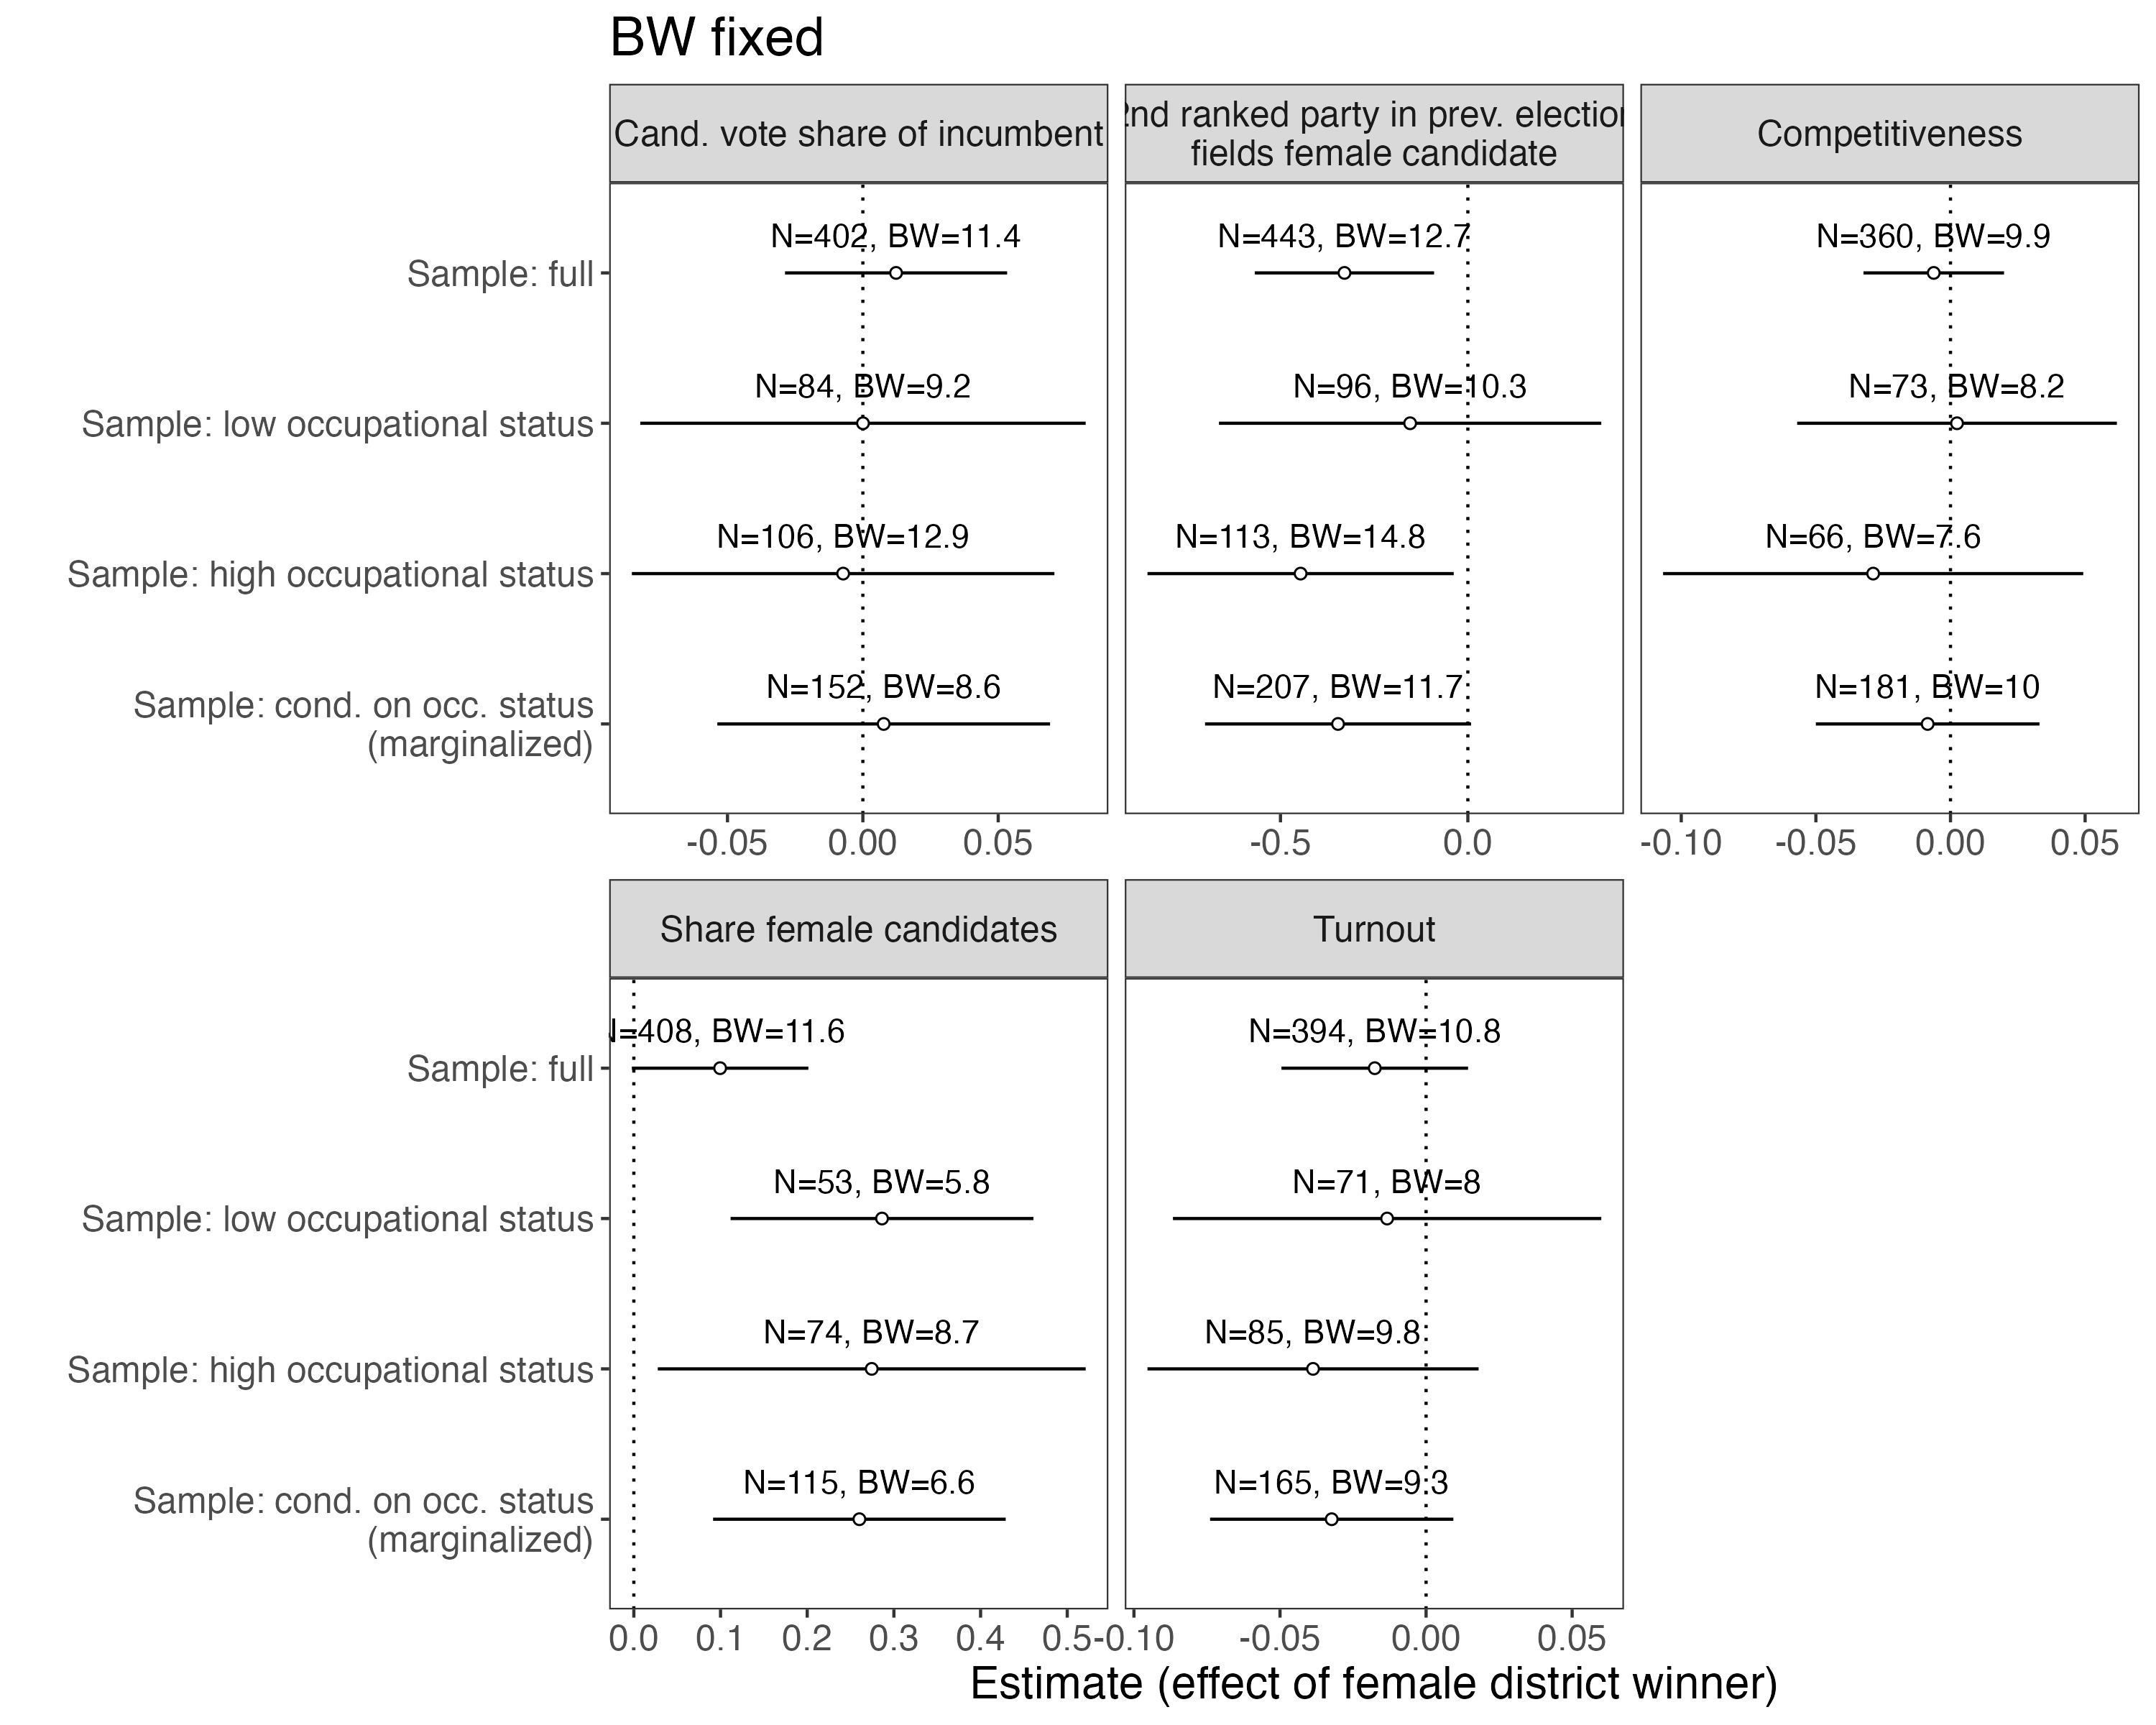 BW fixed
Cand. vote share of incumbent
2nd ranked party in prev. election
fields female candidate
Competitiveness
Sample: full
N=402, BW=11.4
N=443, BW=12.7
N=360, BW=9.9
Sample: low occupational status
N=84, BW=9.2
N=96, BW=10.3
N=73, BW=8.2
Sample: high occupational status
N=106, BW=12.9
N=113, BW=14.8
N=66, BW=7.6
Sample: cond. on occ. status
(marginalized)
N=152, BW=8.6
N=207, BW=11.7
N=181, BW=10
-0.05 0.00 0.05
-0.5 0.0
-0.10 -0.05 0.00 0.05
Share female candidates
Turnout
Sample: full
N=408, BW=11.6
N=394, BW=10.8
Sample: low occupational status
N=53, BW=5.8
N=71, BW=8
Sample: high occupational status
N=74, BW=8.7
N=85, BW=9.8
Sample: cond. on occ. status
(marginalized)
N=115, BW=6.6
N=165, BW=9.3
0.0 0.1 0.2 0.3 0.4 0.5
-0.10 -0.05 0.00 0.05
Estimate (effect of female district winner)